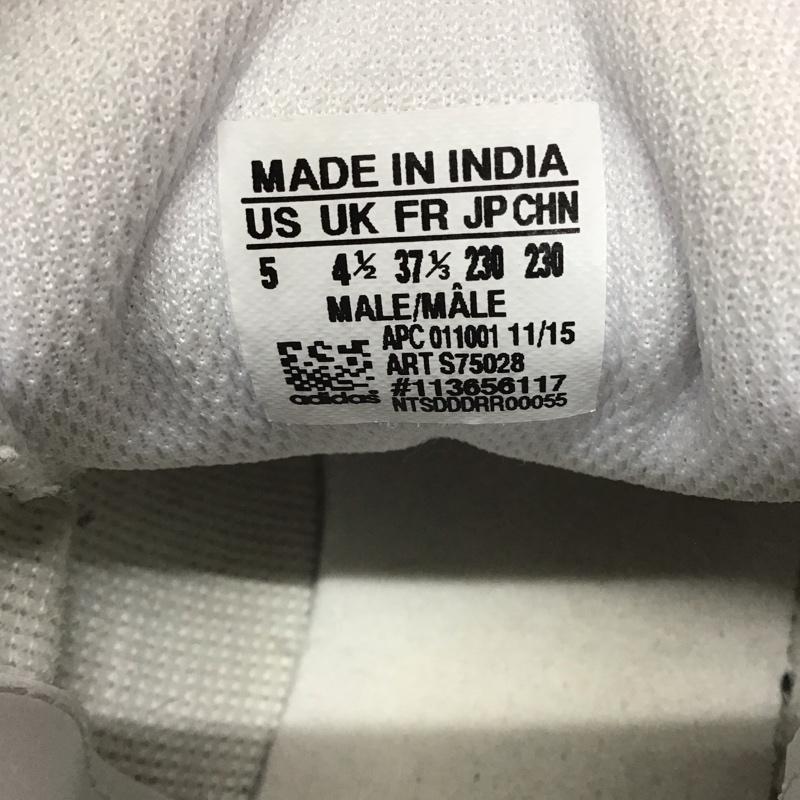 MADE IN INDIA
US UK FR JP CHN
5 4½ 37⅓ 230 230
MALE/MÂLE
APC 011001 11/15
ART S75028
#113656117
adidas NTSDDDRR00055